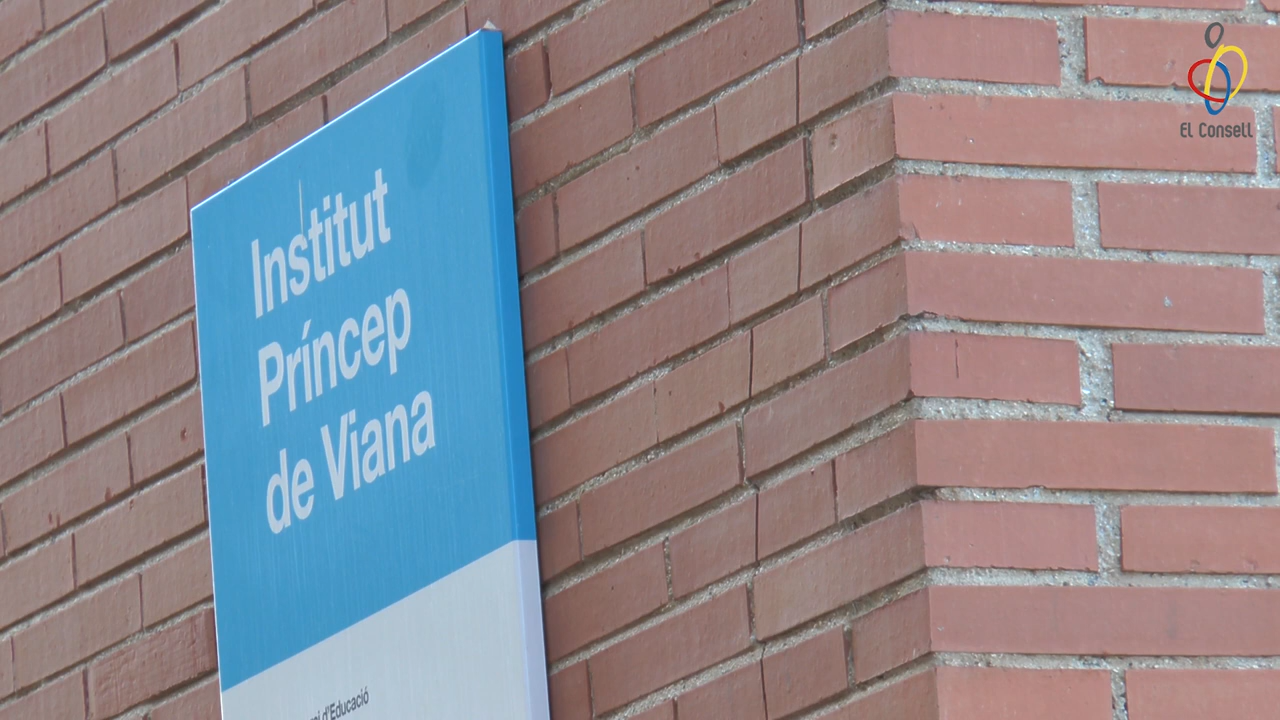 Institut
Príncep
de Viana
d'Educació
El Consell